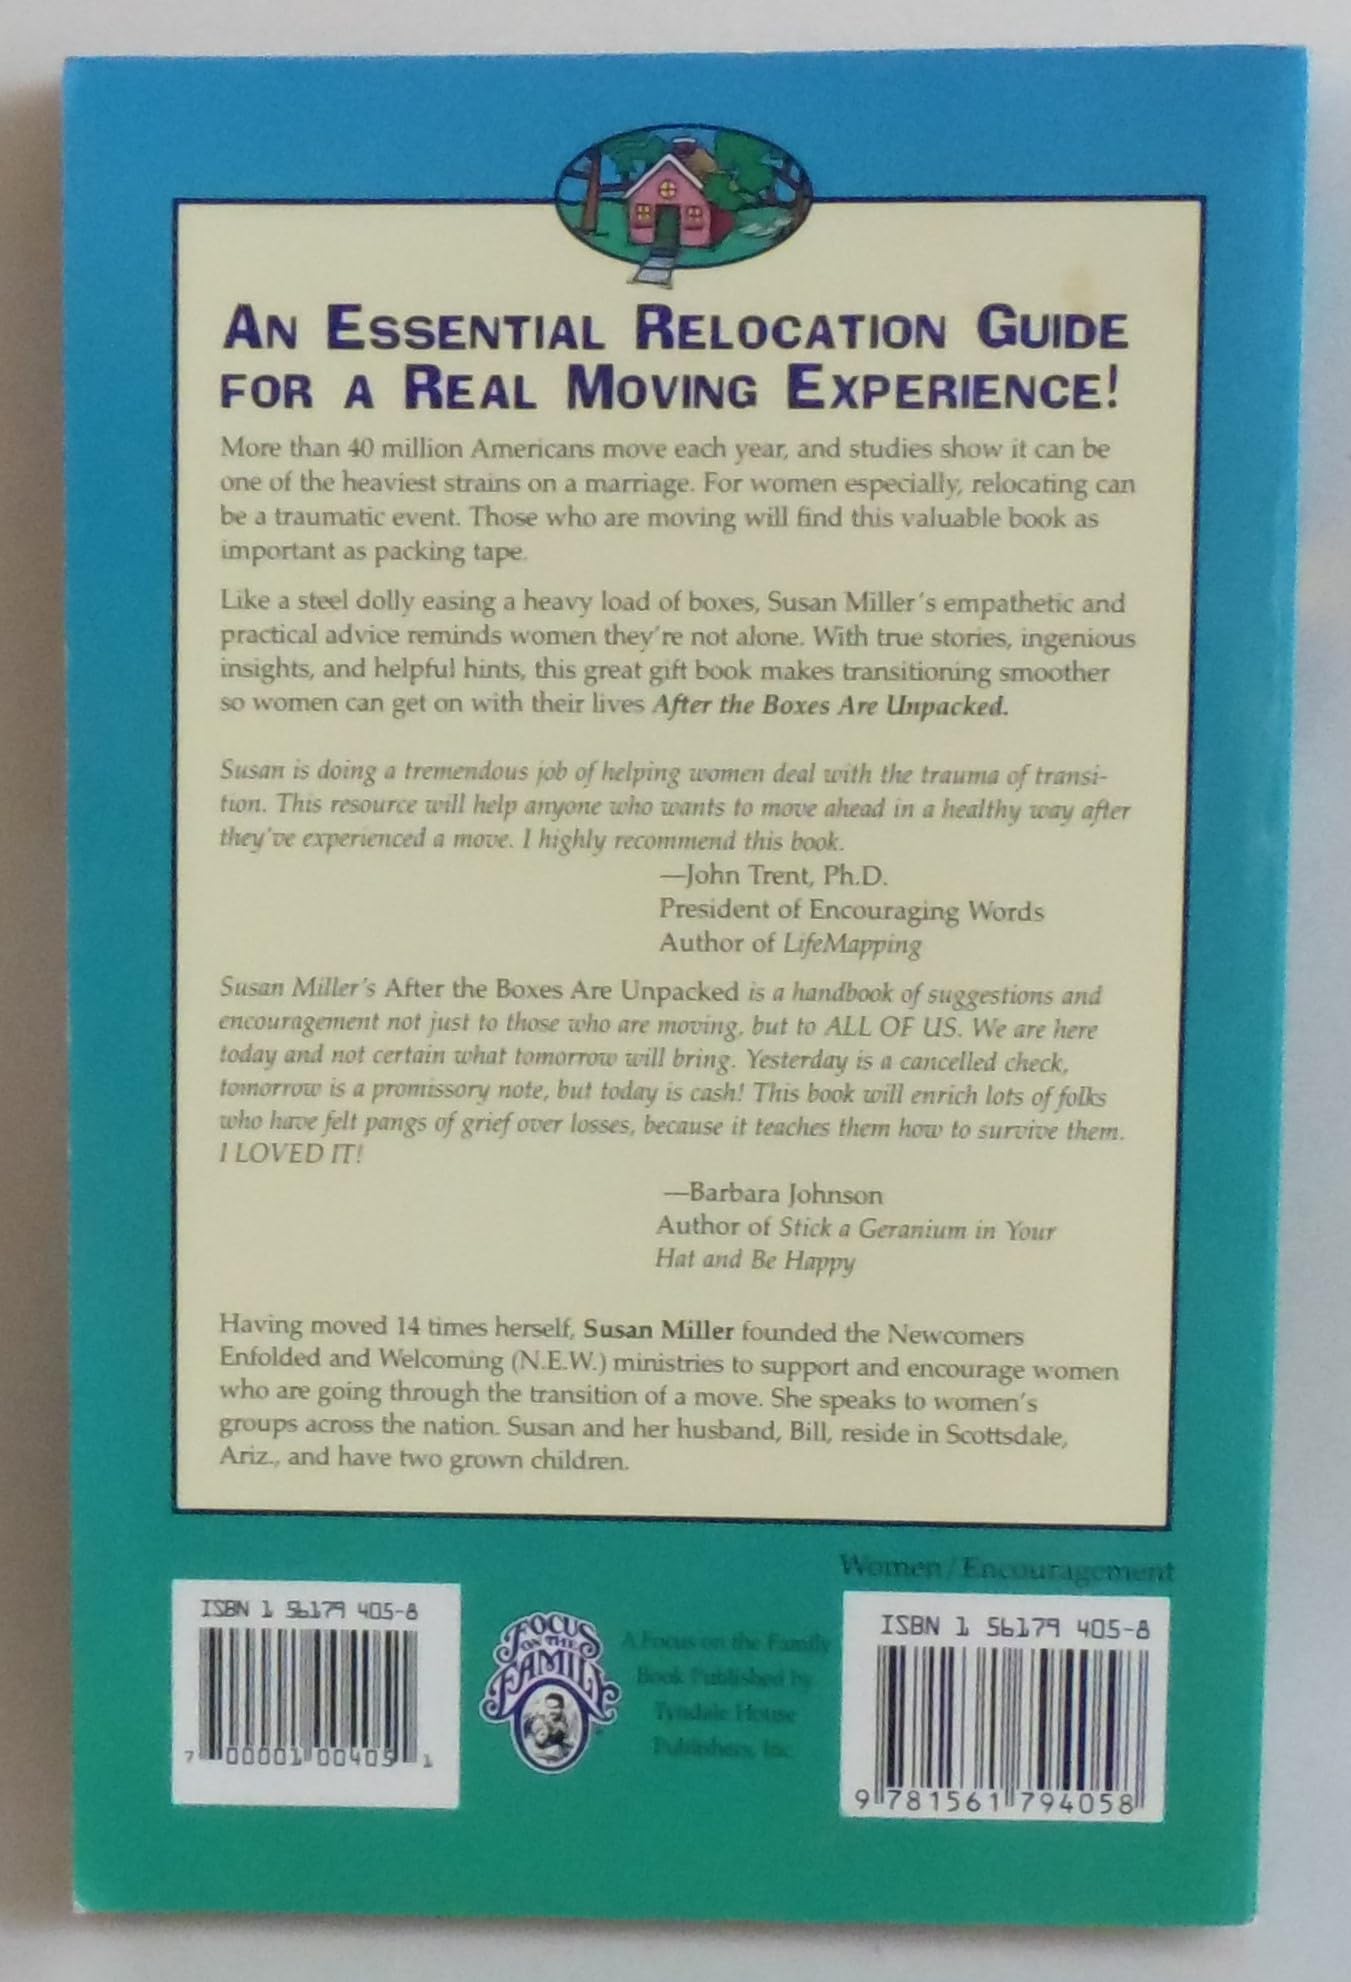 AN ESSENTIAL RELOCATION GUIDE
FOR A REAL MOVING EXPERIENCE!
More than 40 million Americans move each year, and studies show it can be
one of the heaviest strains on a marriage. For women especially, relocating can
be a traumatic event. Those who are moving will find this valuable book as
important as packing tape.
Like a steel dolly easing a heavy load of boxes, Susan Miller's empathetic and
practical advice reminds women they're not alone. With true stories, ingenious
insights, and helpful hints, this great gift book makes transitioning smoother
so women can get on with their lives After the Boxes Are Unpacked.
Susan is doing a tremendous job of helping women deal with the trauma of transi-
tion. This resource will help anyone who wants to move ahead in a healthy way after
they've experienced a move. I highly recommend this book.
—John Trent, Ph.D.
President of Encouraging Words
Author of LifeMapping
Susan Miller's After the Boxes Are Unpacked is a handbook of suggestions and
encouragement not just to those who are moving, but to ALL OF US. We are here
today and not certain what tomorrow will bring. Yesterday is a cancelled check,
tomorrow is a promissory note, but today is cash! This book will enrich lots of folks
who have felt pangs of grief over losses, because it teaches them how to survive them.
I LOVED IT!
—Barbara Johnson
Author of Stick a Geranium in Your
Hat and Be Happy
Having moved 14 times herself, Susan Miller founded the Newcomers
Enfolded and Welcoming (N.E.W.) ministries to support and encourage women
who are going through the transition of a move. She speaks to women's
groups across the nation. Susan and her husband, Bill, reside in Scottsdale,
Ariz., and have two grown children.
Women/Encouragement
ISBN 1 56179 405-8
7 00001 00405 1
FOCUS
ON THE
FAMILY
A Focus on the Family
Book Published by
Tyndale House
Publishers, Inc.
ISBN 1 56179 405-8
9 781561 794058